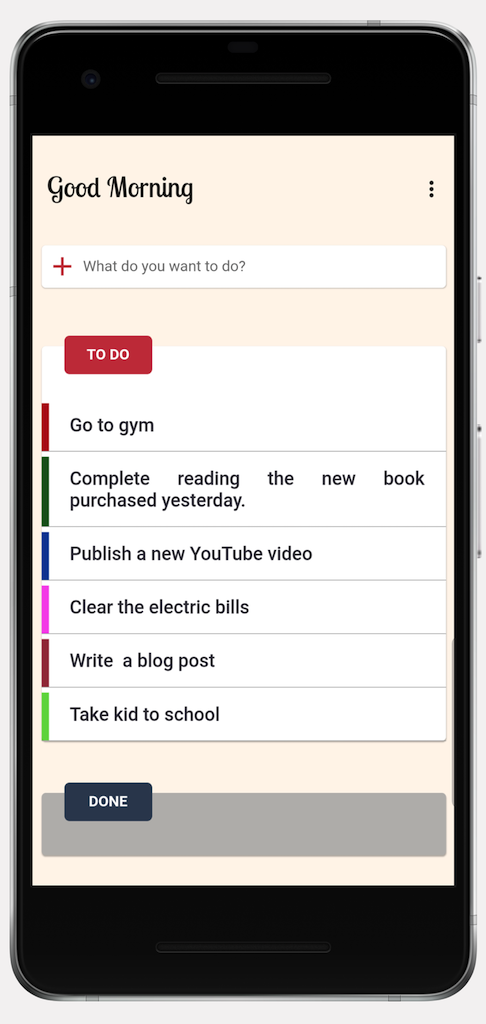 Good Morning
What do you want to do?
TO DO
Go to gym
Complete reading the new book
purchased yesterday.
Publish a new YouTube video
Clear the electric bills
Write  a blog post
Take kid to school
DONE